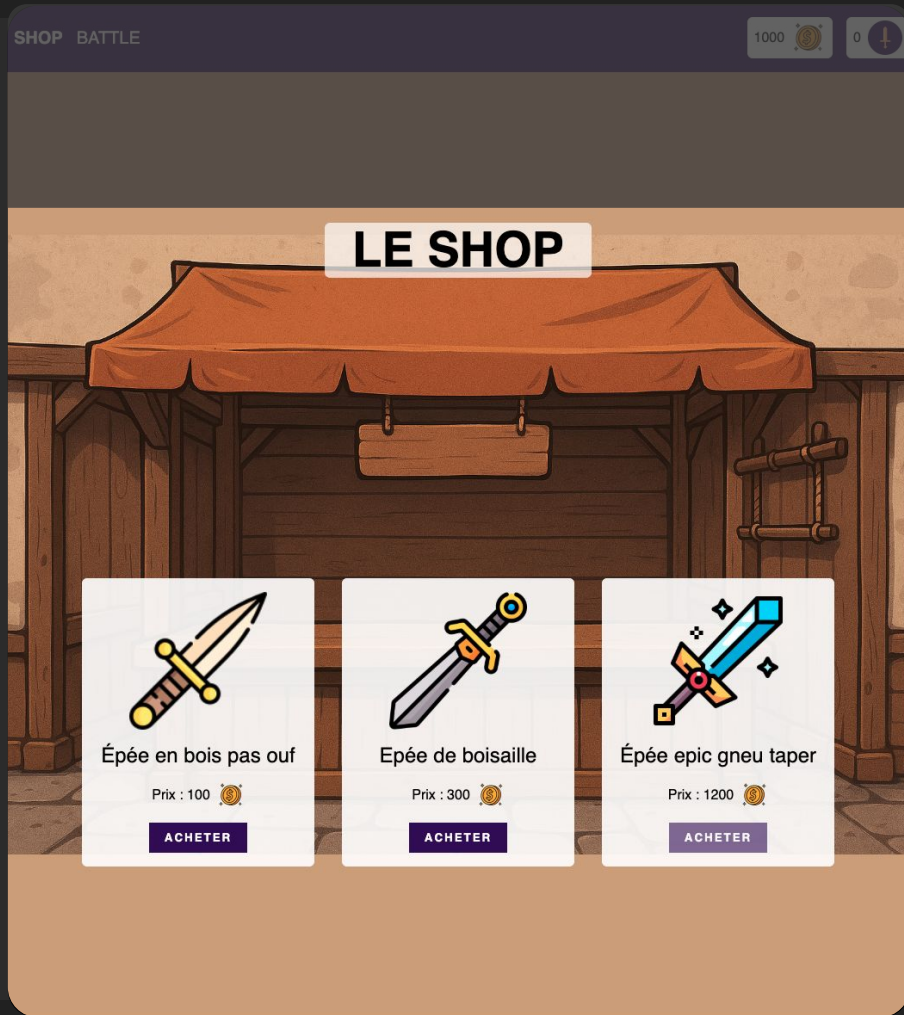 SHOP BATTLE 1000 0
LE SHOP
Épée en bois pas ouf
Prix : 100
ACHETER
Epée de boisaille
Prix : 300
ACHETER
Épée epic gneu taper
Prix : 1200
ACHETER